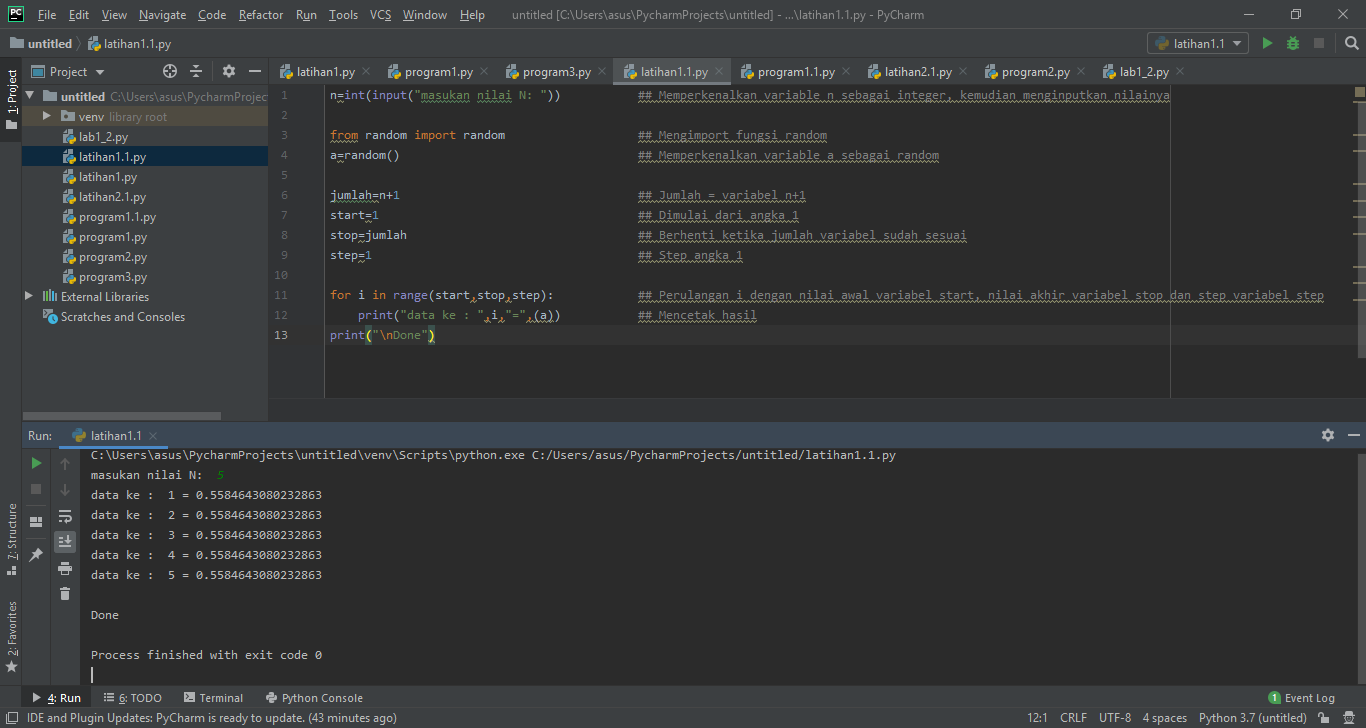 File Edit View Navigate Code Refactor Run Tools VCS Window Help untitled [C:\Users\asus\PycharmProjects\untitled] - ...\latihan1.1.py - PyCharm
untitled latihan1.1.py latihan1.1
Project latihan1.py program1.py program3.py latihan1.1.py program1.1.py latihan2.1.py program2.py lab1_2.py
1: Project
untitled C:\Users\asus\PycharmProjec
venv library root
lab1_2.py
latihan1.1.py
latihan1.py
latihan2.1.py
program1.1.py
program1.py
program2.py
program3.py
External Libraries
Scratches and Consoles
1 n=int(input("masukan nilai N: ")) ## Memperkenalkan variable n sebagai integer, kemudian menginputkan nilainya
2
3 from random import random ## Mengimport fungsi random
4 a=random() ## Memperkenalkan variable a sebagai random
5
6 jumlah=n+1 ## Jumlah = variabel n+1
7 start=1 ## Dimulai dari angka 1
8 stop=jumlah ## Berhenti ketika jumlah variabel sudah sesuai
9 step=1 ## Step angka 1
10
11 for i in range(start,stop,step): ## Perulangan i dengan nilai awal variabel start, nilai akhir variabel stop dan step variabel step
12 print("data ke : ",i,"=",(a)) ## Mencetak hasil
13 print("\nDone")
Run: latihan1.1
C:\Users\asus\PycharmProjects\untitled\venv\Scripts\python.exe C:/Users/asus/PycharmProjects/untitled/latihan1.1.py
masukan nilai N: 5
data ke : 1 = 0.5584643080232863
data ke : 2 = 0.5584643080232863
data ke : 3 = 0.5584643080232863
data ke : 4 = 0.5584643080232863
data ke : 5 = 0.5584643080232863
Done
Process finished with exit code 0
7: Structure
2: Favorites
4: Run 6: TODO Terminal Python Console 1 Event Log
IDE and Plugin Updates: PyCharm is ready to update. (43 minutes ago) 12:1 CRLF UTF-8 4 spaces Python 3.7 (untitled)